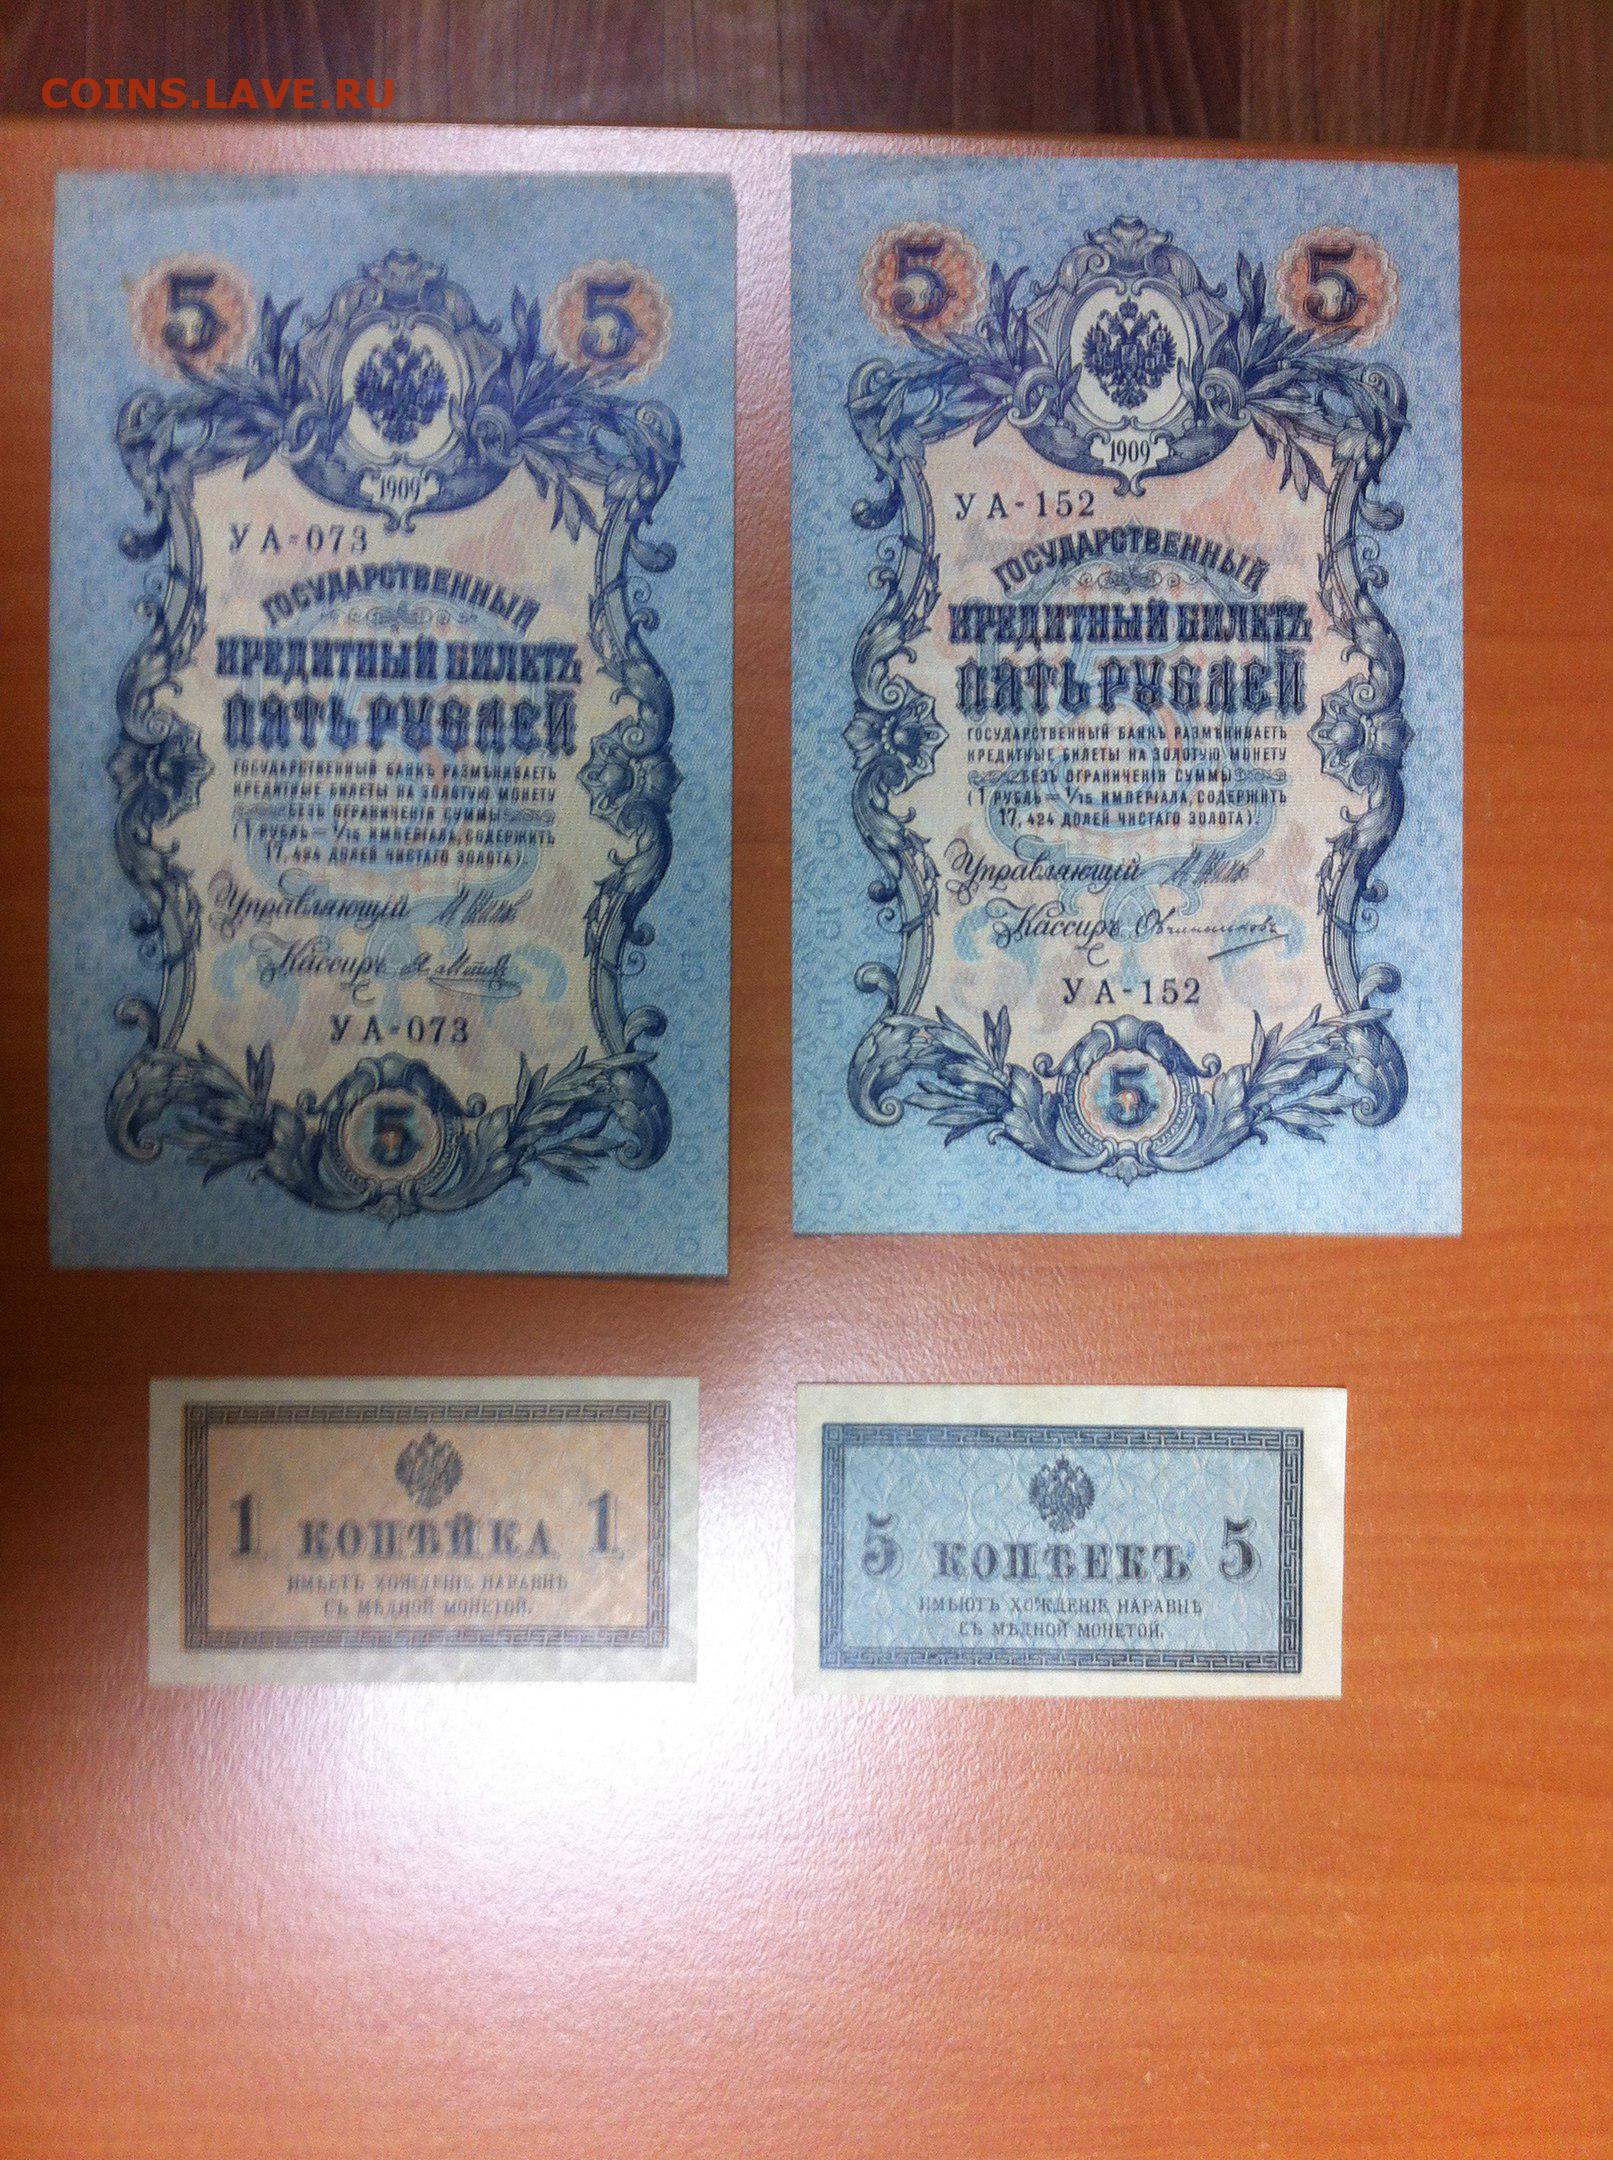 COINS.LAVE.RU
5 5
1909
УА-073
ГОСУДАРСТВЕННЫЙ
КРЕДИТНЫЙ БИЛЕТЪ
ПЯТЬ РУБЛЕЙ
ГОСУДАРСТВЕННЫЙ БАНКЪ РАЗМѢНИВАЕТЪ
КРЕДИТНЫЕ БИЛЕТЫ НА ЗОЛОТУЮ МОНЕТУ
БЕЗЪ ОГРАНИЧЕНІЯ СУММЫ
(1 РУБЛЬ = 1/15 ИМПЕРІАЛА, СОДЕРЖИТЪ
17,424 ДОЛЕЙ ЧИСТАГО ЗОЛОТА).
Управляющій
Кассиръ
УА-073
5
5 5
1909
УА-152
ГОСУДАРСТВЕННЫЙ
КРЕДИТНЫЙ БИЛЕТЪ
ПЯТЬ РУБЛЕЙ
ГОСУДАРСТВЕННЫЙ БАНКЪ РАЗМѢНИВАЕТЪ
КРЕДИТНЫЕ БИЛЕТЫ НА ЗОЛОТУЮ МОНЕТУ
БЕЗЪ ОГРАНИЧЕНІЯ СУММЫ
(1 РУБЛЬ = 1/15 ИМПЕРІАЛА, СОДЕРЖИТЪ
17,424 ДОЛЕЙ ЧИСТАГО ЗОЛОТА).
Управляющій
Кассиръ Овчинниковъ
УА-152
5
1 КОПѢЙКА 1
ИМѢЕТЪ ХОЖДЕНІЕ НАРАВНѢ
СЪ МѢДНОЙ МОНЕТОЙ.
5 КОПѢЕКЪ 5
ИМѢЮТЪ ХОЖДЕНІЕ НАРАВНѢ
СЪ МѢДНОЙ МОНЕТОЙ.